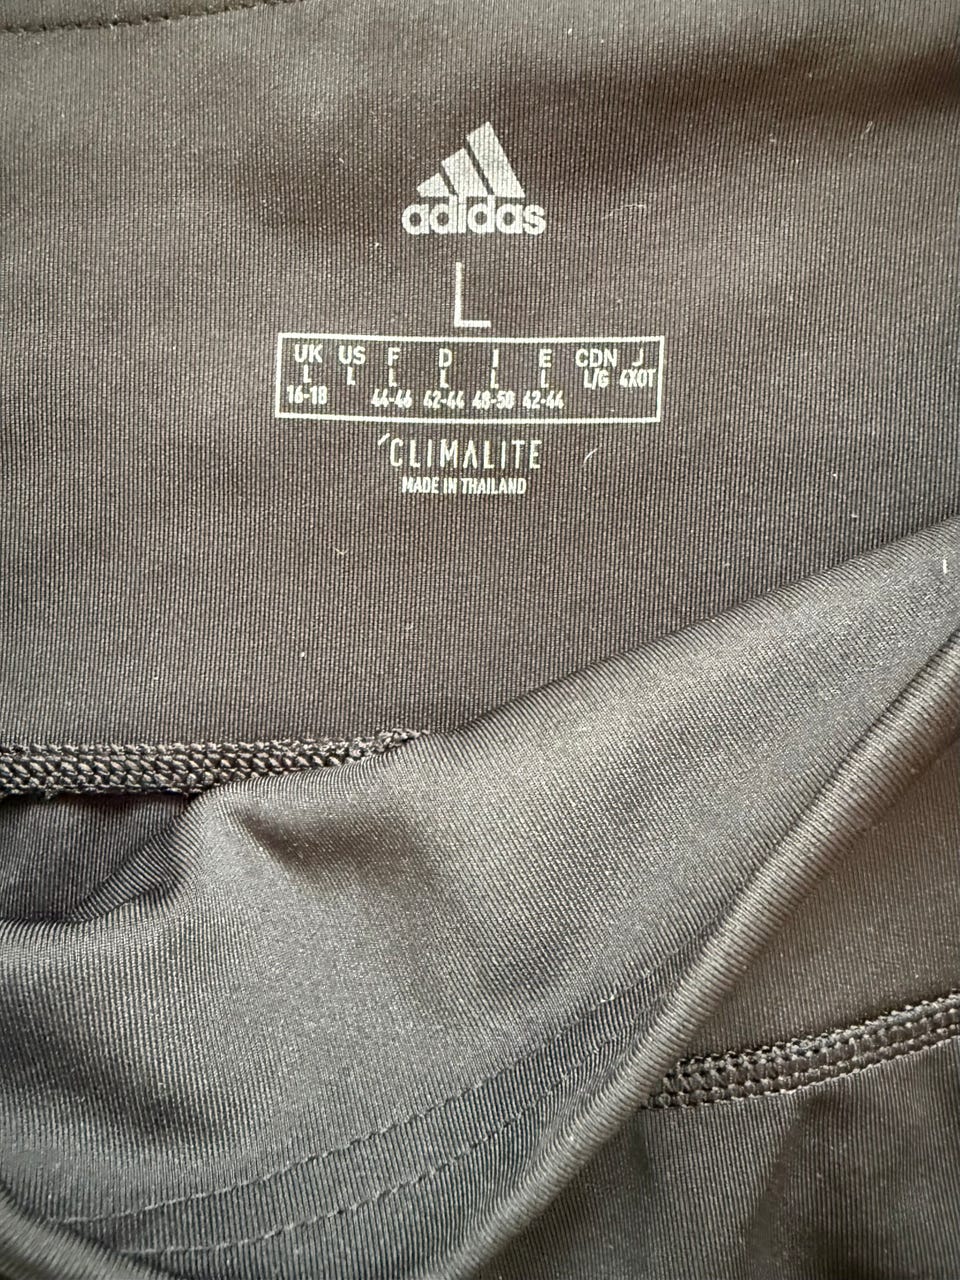 adidas
L
UK US F D I E CDN J
L L L L L L L/G 4XOT
16-18 44-46 42-44 48-50 42-44
CLIMALITE
MADE IN THAILAND